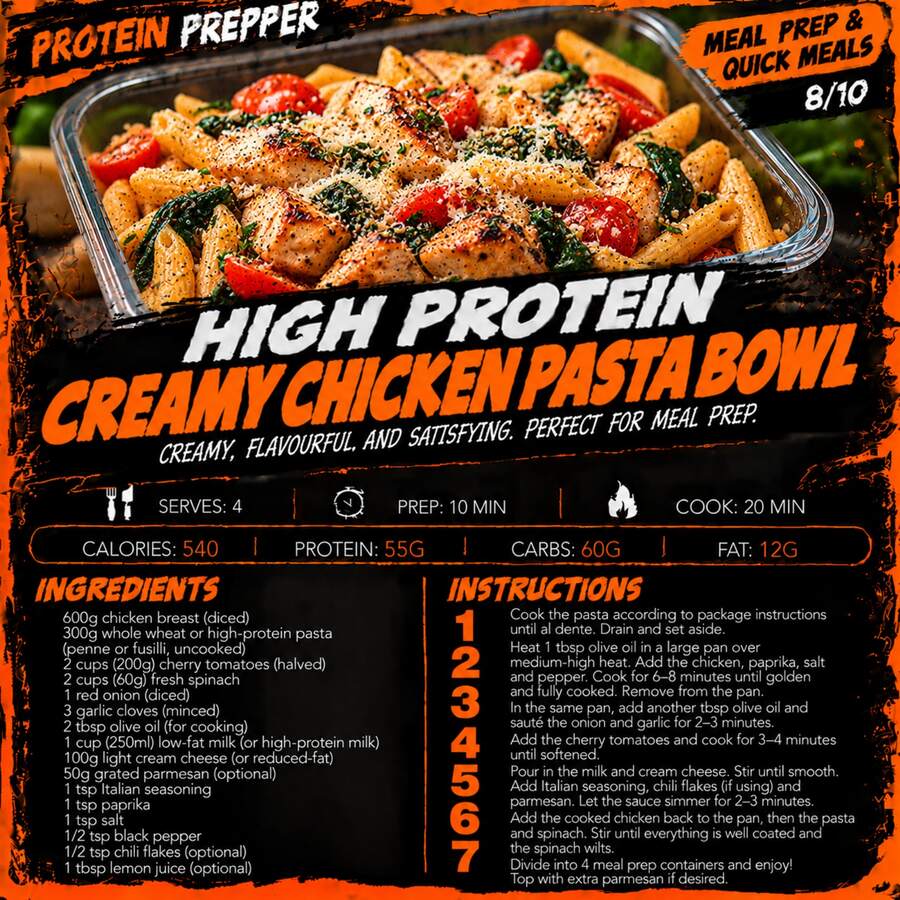 PROTEIN PREPPER
MEAL PREP &
QUICK MEALS
8/10
HIGH PROTEIN
CREAMY CHICKEN PASTA BOWL
CREAMY, FLAVOURFUL, AND SATISFYING. PERFECT FOR MEAL PREP.
SERVES: 4
PREP: 10 MIN
COOK: 20 MIN
CALORIES: 540
PROTEIN: 55G
CARBS: 60G
FAT: 12G
INGREDIENTS
600g chicken breast (diced)
300g whole wheat or high-protein pasta
(penne or fusilli, uncooked)
2 cups (200g) cherry tomatoes (halved)
2 cups (60g) fresh spinach
1 red onion (diced)
3 garlic cloves (minced)
2 tbsp olive oil (for cooking)
1 cup (250ml) low-fat milk (or high-protein milk)
100g light cream cheese (or reduced-fat)
50g grated parmesan (optional)
1 tsp Italian seasoning
1 tsp paprika
1 tsp salt
1/2 tsp black pepper
1/2 tsp chili flakes (optional)
1 tbsp lemon juice (optional)
INSTRUCTIONS
1
Cook the pasta according to package instructions
until al dente. Drain and set aside.
2
Heat 1 tbsp olive oil in a large pan over
medium-high heat. Add the chicken, paprika, salt
and pepper. Cook for 6–8 minutes until golden
and fully cooked. Remove from the pan.
3
In the same pan, add another tbsp olive oil and
sauté the onion and garlic for 2–3 minutes.
4
Add the cherry tomatoes and cook for 3–4 minutes
until softened.
5
Pour in the milk and cream cheese. Stir until smooth.
Add Italian seasoning, chili flakes (if using) and
parmesan. Let the sauce simmer for 2–3 minutes.
6
Add the cooked chicken back to the pan, then the pasta
and spinach. Stir until everything is well coated and
the spinach wilts.
7
Divide into 4 meal prep containers and enjoy!
Top with extra parmesan if desired.